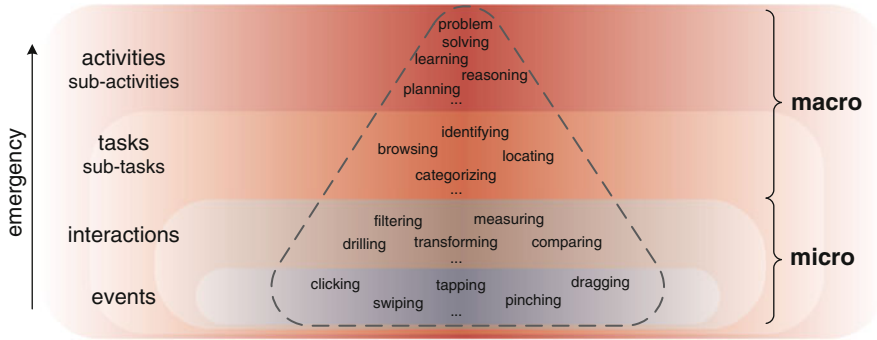 problem
solving
activities
learning
sub-activities
reasoning
planning
...
macro
emergency
tasks
identifying
browsing
locating
sub-tasks
categorizing
...
interactions
filtering
measuring
drilling
transforming
comparing
...
micro
events
clicking
tapping
dragging
swiping
pinching
...